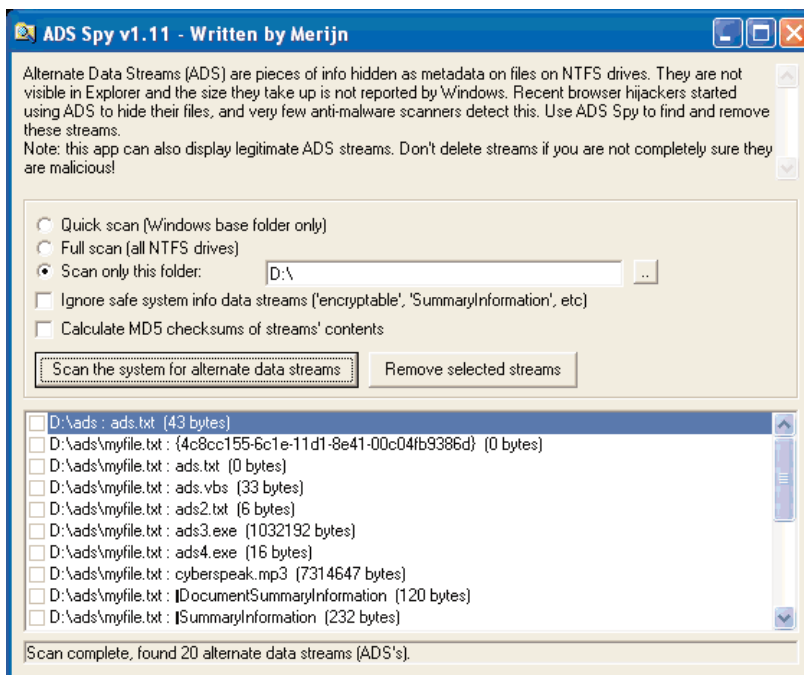 ADS Spy v1.11 - Written by Merijn
Alternate Data Streams (ADS) are pieces of info hidden as metadata on files on NTFS drives. They are not
visible in Explorer and the size they take up is not reported by Windows. Recent browser hijackers started
using ADS to hide their files, and very few anti-malware scanners detect this. Use ADS Spy to find and remove
these streams.
Note: this app can also display legitimate ADS streams. Don't delete streams if you are not completely sure they
are malicious!
Quick scan (Windows base folder only)
Full scan (all NTFS drives)
Scan only this folder: D:\ ..
Ignore safe system info data streams ('encryptable', 'SummaryInformation', etc)
Calculate MD5 checksums of streams' contents
Scan the system for alternate data streams Remove selected streams
D:\ads : ads.txt (43 bytes)
D:\ads\myfile.txt : {4c8cc155-6c1e-11d1-8e41-00c04fb9386d} (0 bytes)
D:\ads\myfile.txt : ads.txt (0 bytes)
D:\ads\myfile.txt : ads.vbs (33 bytes)
D:\ads\myfile.txt : ads2.txt (6 bytes)
D:\ads\myfile.txt : ads3.exe (1032192 bytes)
D:\ads\myfile.txt : ads4.exe (16 bytes)
D:\ads\myfile.txt : cyberspeak.mp3 (7314647 bytes)
D:\ads\myfile.txt : DocumentSummaryInformation (120 bytes)
D:\ads\myfile.txt : SummaryInformation (232 bytes)
Scan complete, found 20 alternate data streams (ADS's).